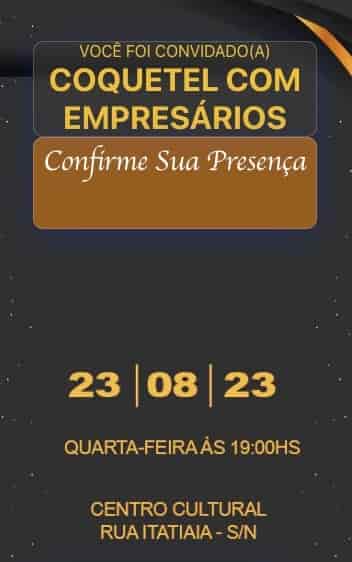 VOCÊ FOI CONVIDADO(A)
COQUETEL COM
EMPRESÁRIOS
Confirme Sua Presença
23 | 08 | 23
QUARTA-FEIRA ÀS 19:00HS
CENTRO CULTURAL
RUA ITATIAIA - S/N